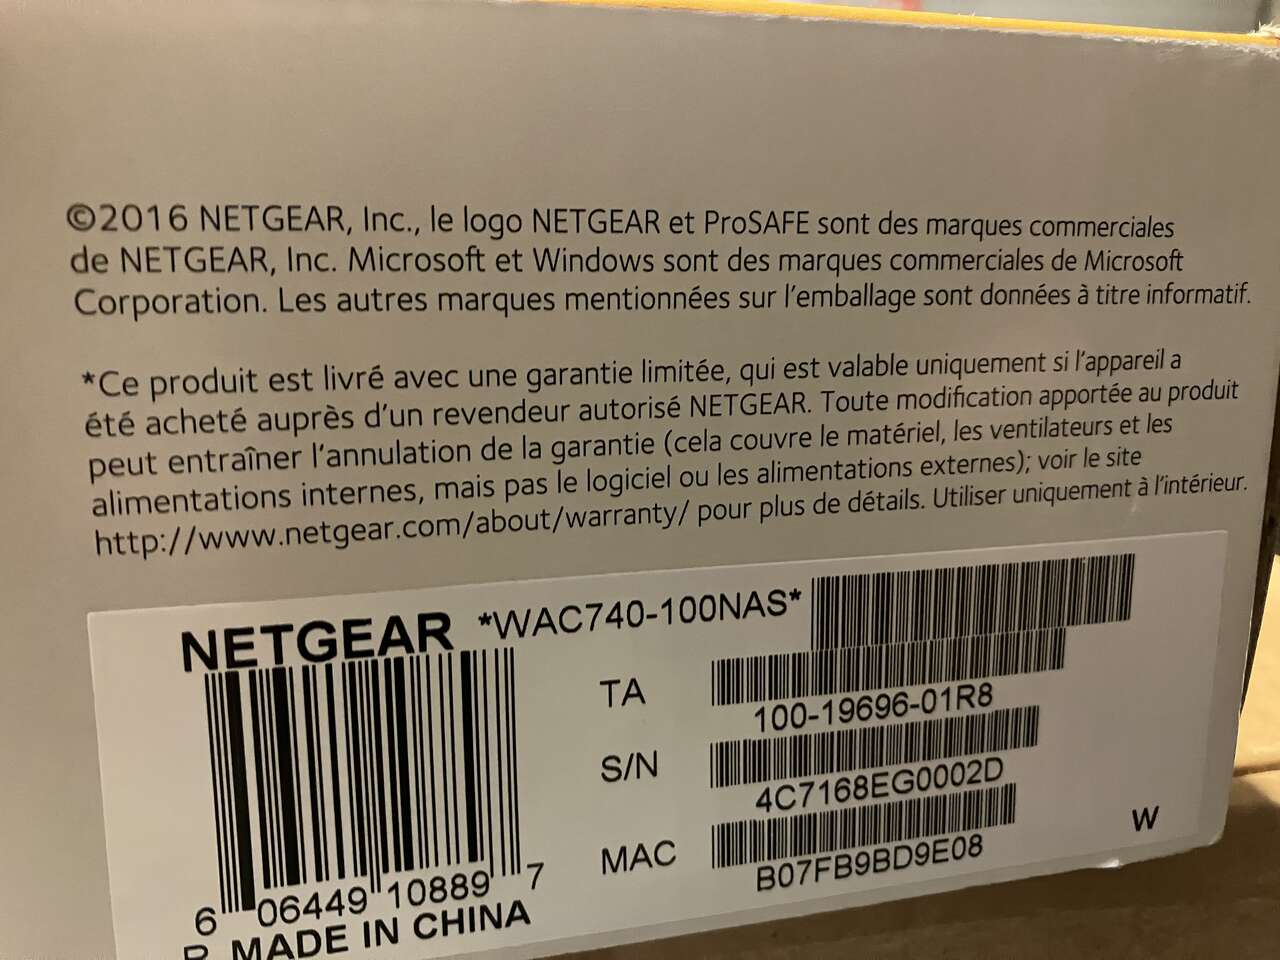 ©2016 NETGEAR, Inc., le logo NETGEAR et ProSAFE sont des marques commerciales
de NETGEAR, Inc. Microsoft et Windows sont des marques commerciales de Microsoft
Corporation. Les autres marques mentionnées sur l'emballage sont données à titre informatif.
*Ce produit est livré avec une garantie limitée, qui est valable uniquement si l'appareil a
été acheté auprès d'un revendeur autorisé NETGEAR. Toute modification apportée au produit
peut entraîner l'annulation de la garantie (cela couvre le matériel, les ventilateurs et les
alimentations internes, mais pas le logiciel ou les alimentations externes); voir le site
http://www.netgear.com/about/warranty/ pour plus de détails. Utiliser uniquement à l'intérieur.
NETGEAR *WAC740-100NAS*
TA
100-19696-01R8
S/N
4C7168EG0002D
MAC
B07FB9BD9E08
W
6 06449 10889 7
MADE IN CHINA